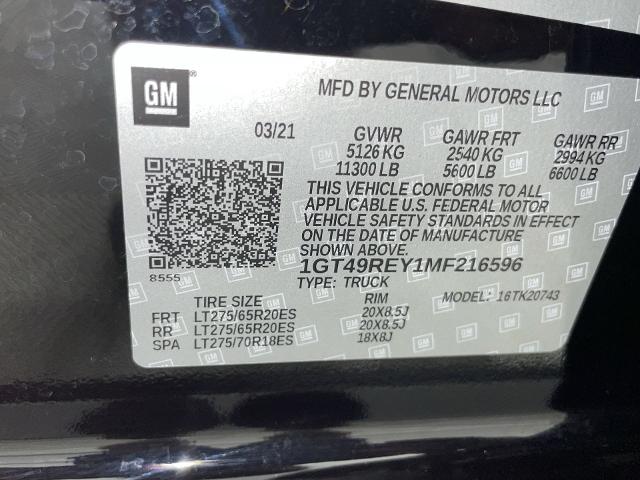 GM
MFD BY GENERAL MOTORS LLC
03/21 GVWR GAWR FRT GAWR RR
5126 KG 2540 KG 2994 KG
11300 LB 5600 LB 6600 LB
THIS VEHICLE CONFORMS TO ALL
APPLICABLE U.S. FEDERAL MOTOR
VEHICLE SAFETY STANDARDS IN EFFECT
ON THE DATE OF MANUFACTURE
SHOWN ABOVE.
8555 1GT49REY1MF216596
TYPE: TRUCK MODEL: 16TK20743
TIRE SIZE RIM
FRT LT275/65R20ES 20X8.5J
RR LT275/65R20ES 20X8.5J
SPA LT275/70R18ES 18X8J